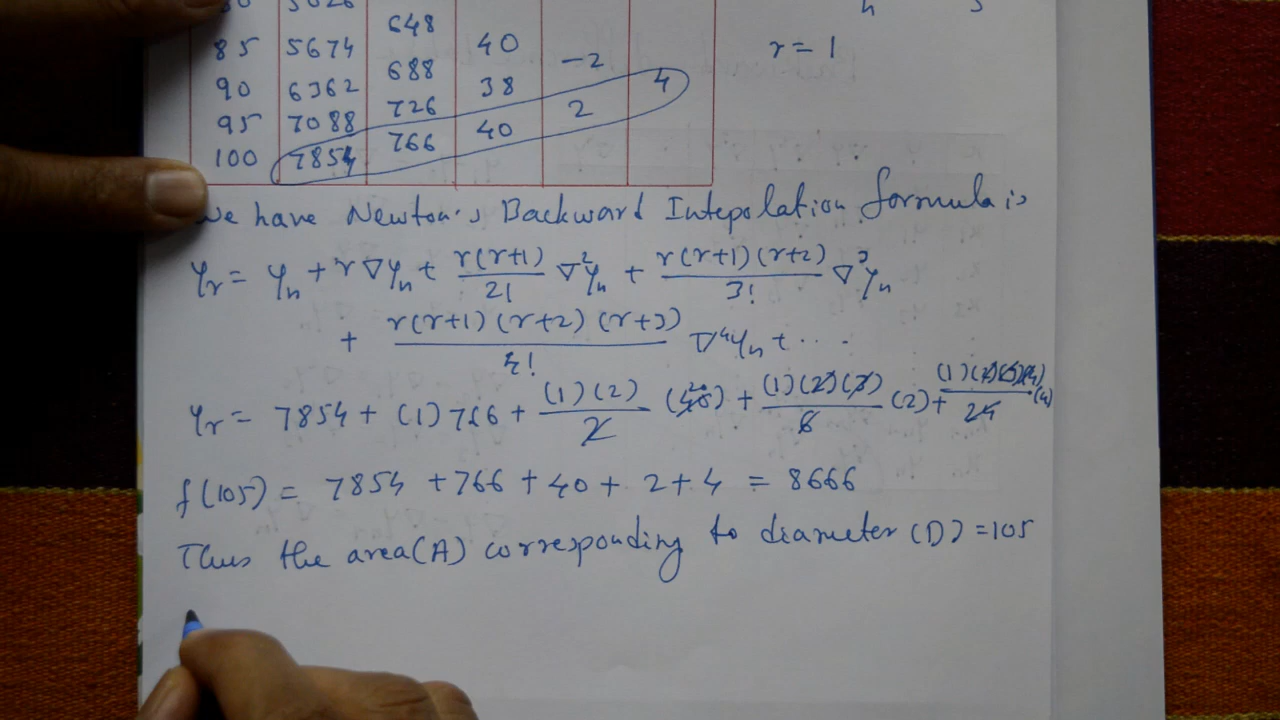 648
85 5674 40 r = 1
688 -2
90 6362 38 4
726 2
95 7088 40
766
100 7854
We have Newton's Backward Intepolation formula is
yr = yn + r∇yn + r(r+1)/2! ∇²yn + r(r+1)(r+2)/3! ∇³yn
+ r(r+1)(r+2)(r+3)/4! ∇⁴yn + ...
yr = 7854 + (1) 766 + (1)(2)/2 (40) + (1)(2)(3)/6 (2) + (1)(2)(3)(4)/24 (4)
f(105) = 7854 + 766 + 40 + 2 + 4 = 8666
Thus the area(A) corresponding to diameter (D) = 105